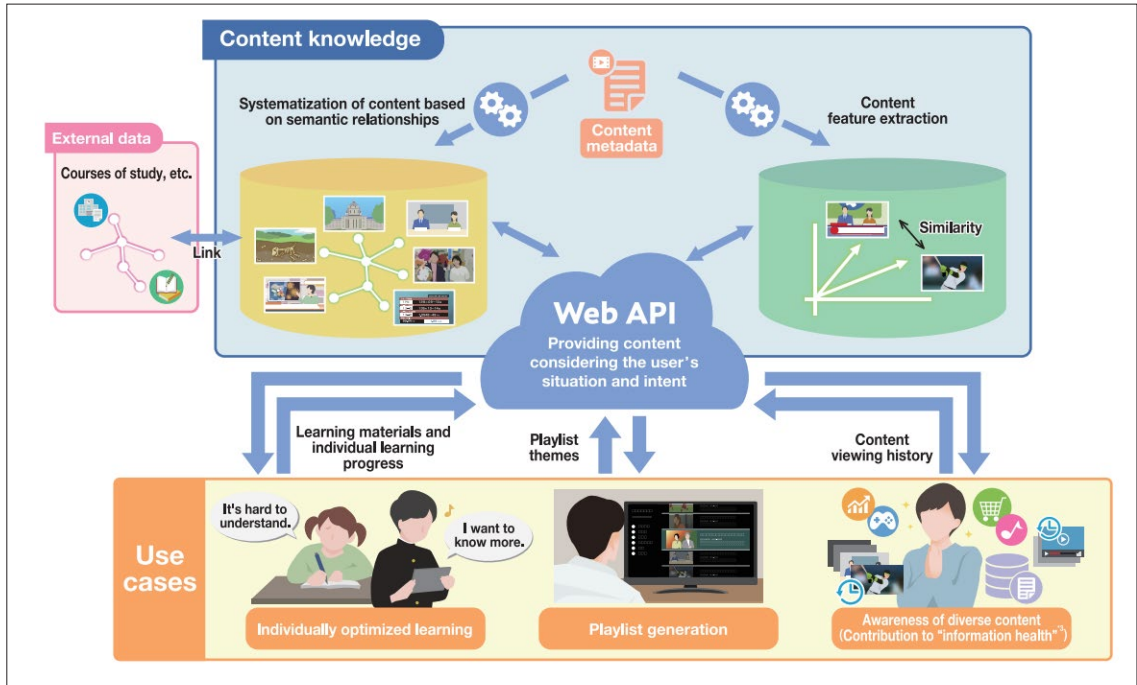 Content knowledge
Systematization of content based
on semantic relationships
Content
metadata
Content
feature extraction
External data
Courses of study, etc.
Link
Similarity
Web API
Providing content
considering the user's
situation and intent
Learning materials and
individual learning
progress
Playlist
themes
Content
viewing history
Use
cases
It's hard to
understand.
I want to
know more.
Individually optimized learning
Playlist generation
Awareness of diverse content
(Contribution to "information health"*3)